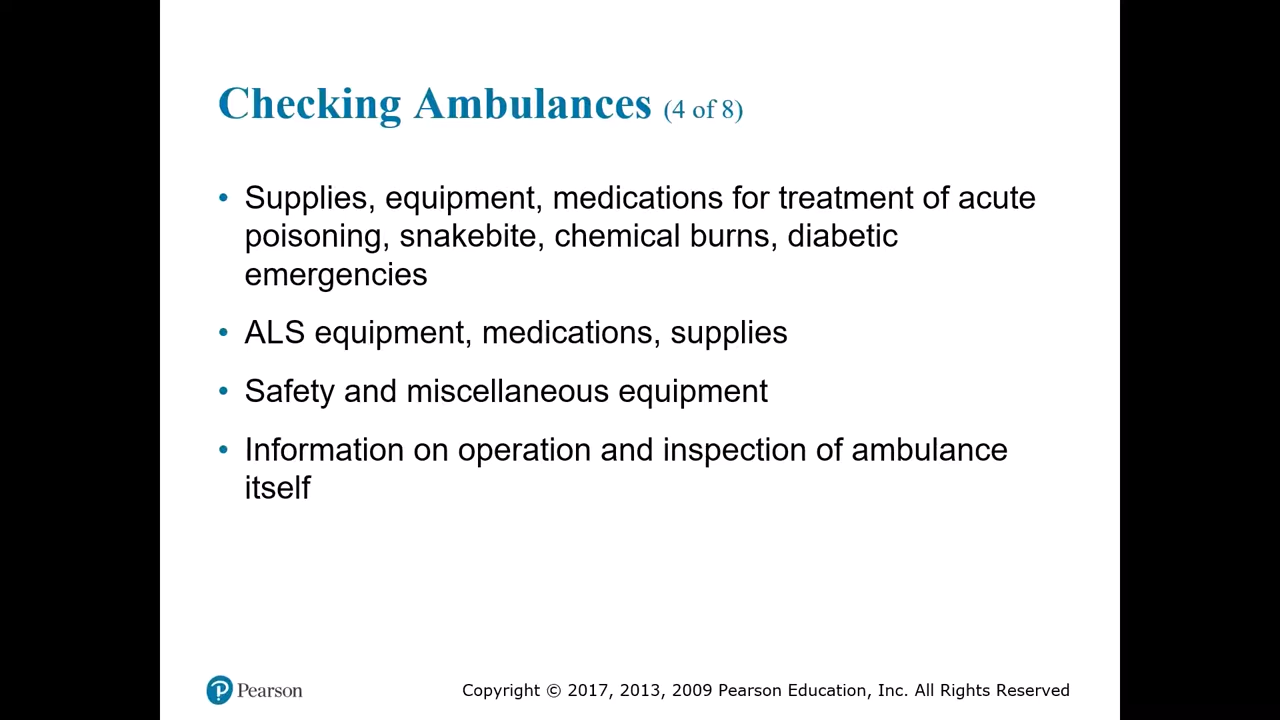 Checking Ambulances (4 of 8)
• Supplies, equipment, medications for treatment of acute
poisoning, snakebite, chemical burns, diabetic
emergencies
• ALS equipment, medications, supplies
• Safety and miscellaneous equipment
• Information on operation and inspection of ambulance
itself
P Pearson
Copyright © 2017, 2013, 2009 Pearson Education, Inc. All Rights Reserved